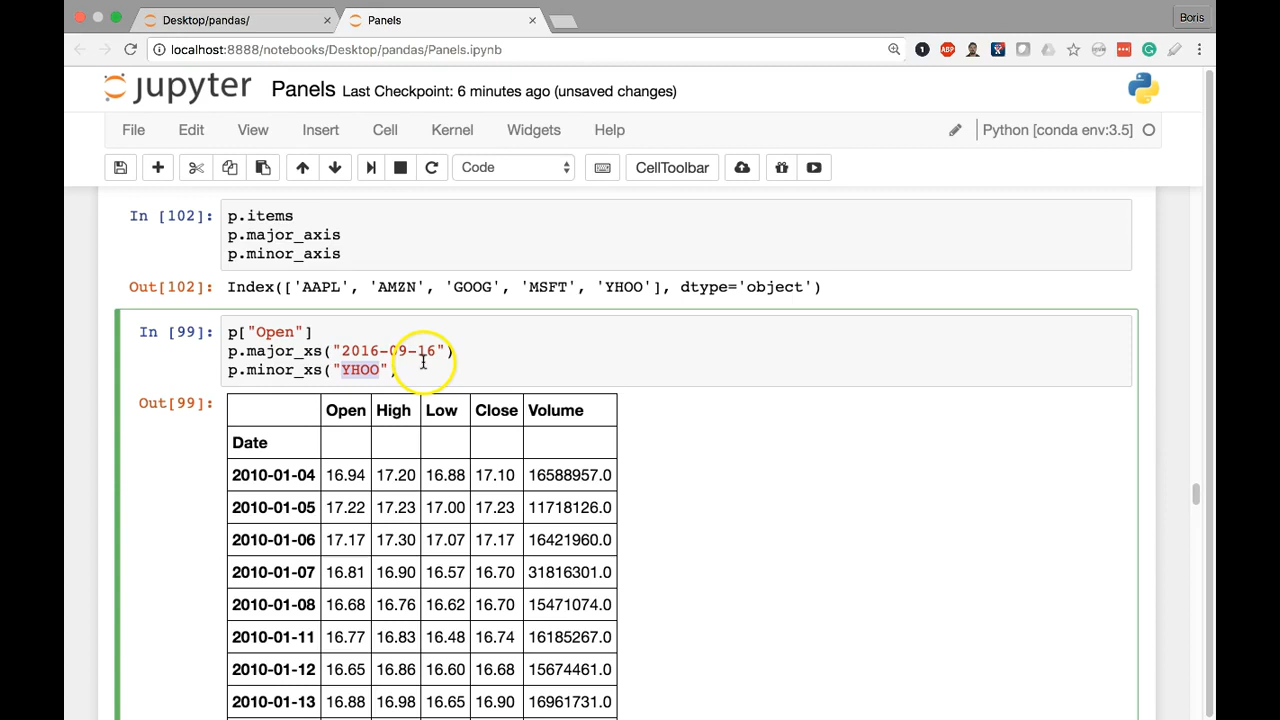 Desktop/pandas/
Panels
Boris
localhost:8888/notebooks/Desktop/pandas/Panels.ipynb
jupyter Panels Last Checkpoint: 6 minutes ago (unsaved changes)
File Edit View Insert Cell Kernel Widgets Help Python [conda env:3.5]
Code CellToolbar
In [102]: p.items
p.major_axis
p.minor_axis
Out[102]: Index(['AAPL', 'AMZN', 'GOOG', 'MSFT', 'YHOO'], dtype='object')
In [99]: p["Open"]
p.major_xs("2016-09-16")
p.minor_xs("YHOO")
Out[99]: Open High Low Close Volume
Date
2010-01-04 16.94 17.20 16.88 17.10 16588957.0
2010-01-05 17.22 17.23 17.00 17.23 11718126.0
2010-01-06 17.17 17.30 17.07 17.17 16421960.0
2010-01-07 16.81 16.90 16.57 16.70 31816301.0
2010-01-08 16.68 16.76 16.62 16.70 15471074.0
2010-01-11 16.77 16.83 16.48 16.74 16185267.0
2010-01-12 16.65 16.86 16.60 16.68 15674461.0
2010-01-13 16.88 16.98 16.65 16.90 16961731.0